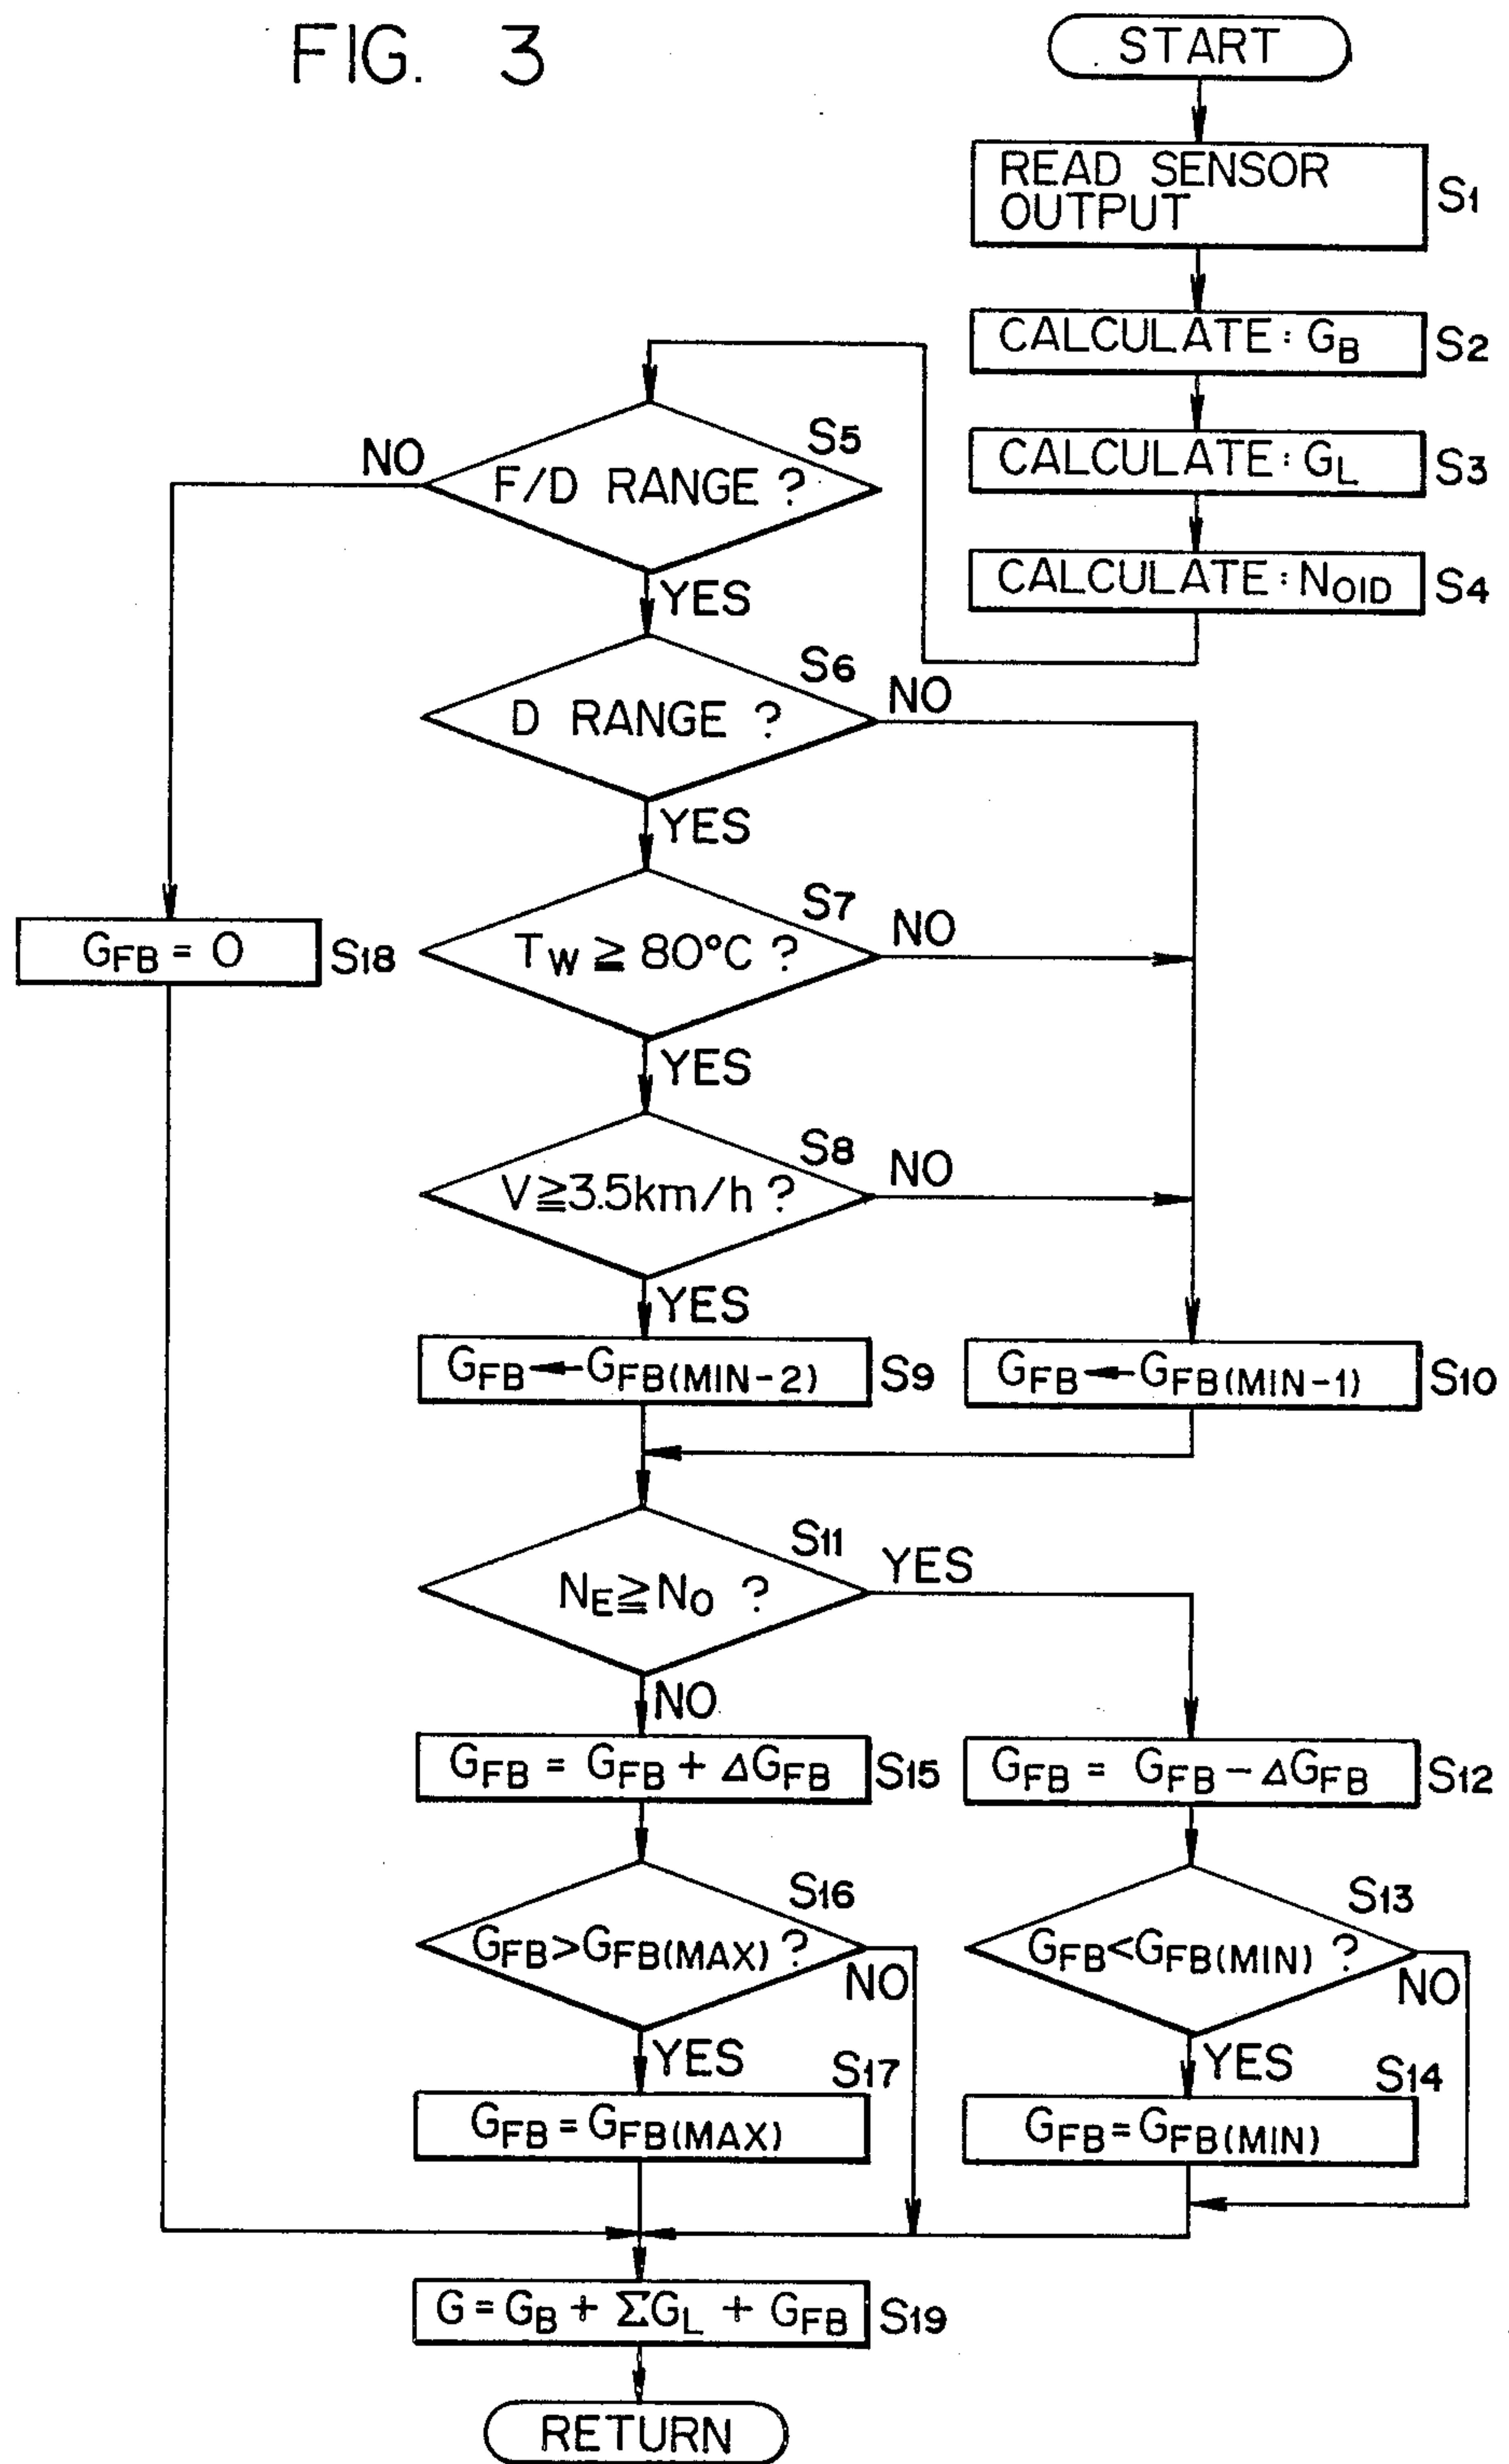 FIG. 3
START
READ SENSOR
OUTPUT
S1
CALCULATE: GB
S2
CALCULATE: GL
S3
CALCULATE: NOID
S4
S5
NO
F/D RANGE ?
YES
S6
NO
D RANGE ?
YES
S7
NO
TW ≧ 80°C ?
GFB = 0
S18
YES
S8
NO
V≧3.5km/h ?
YES
GFB ← GFB(MIN-2)
S9
GFB ← GFB(MIN-1)
S10
S11
YES
NE≧NO ?
NO
GFB = GFB + ΔGFB
S15
GFB = GFB - ΔGFB
S12
S16
S13
GFB>GFB(MAX) ?
NO
GFB<GFB(MIN) ?
NO
YES
S17
YES
S14
GFB=GFB(MAX)
GFB=GFB(MIN)
G=GB + ΣGL + GFB
S19
RETURN